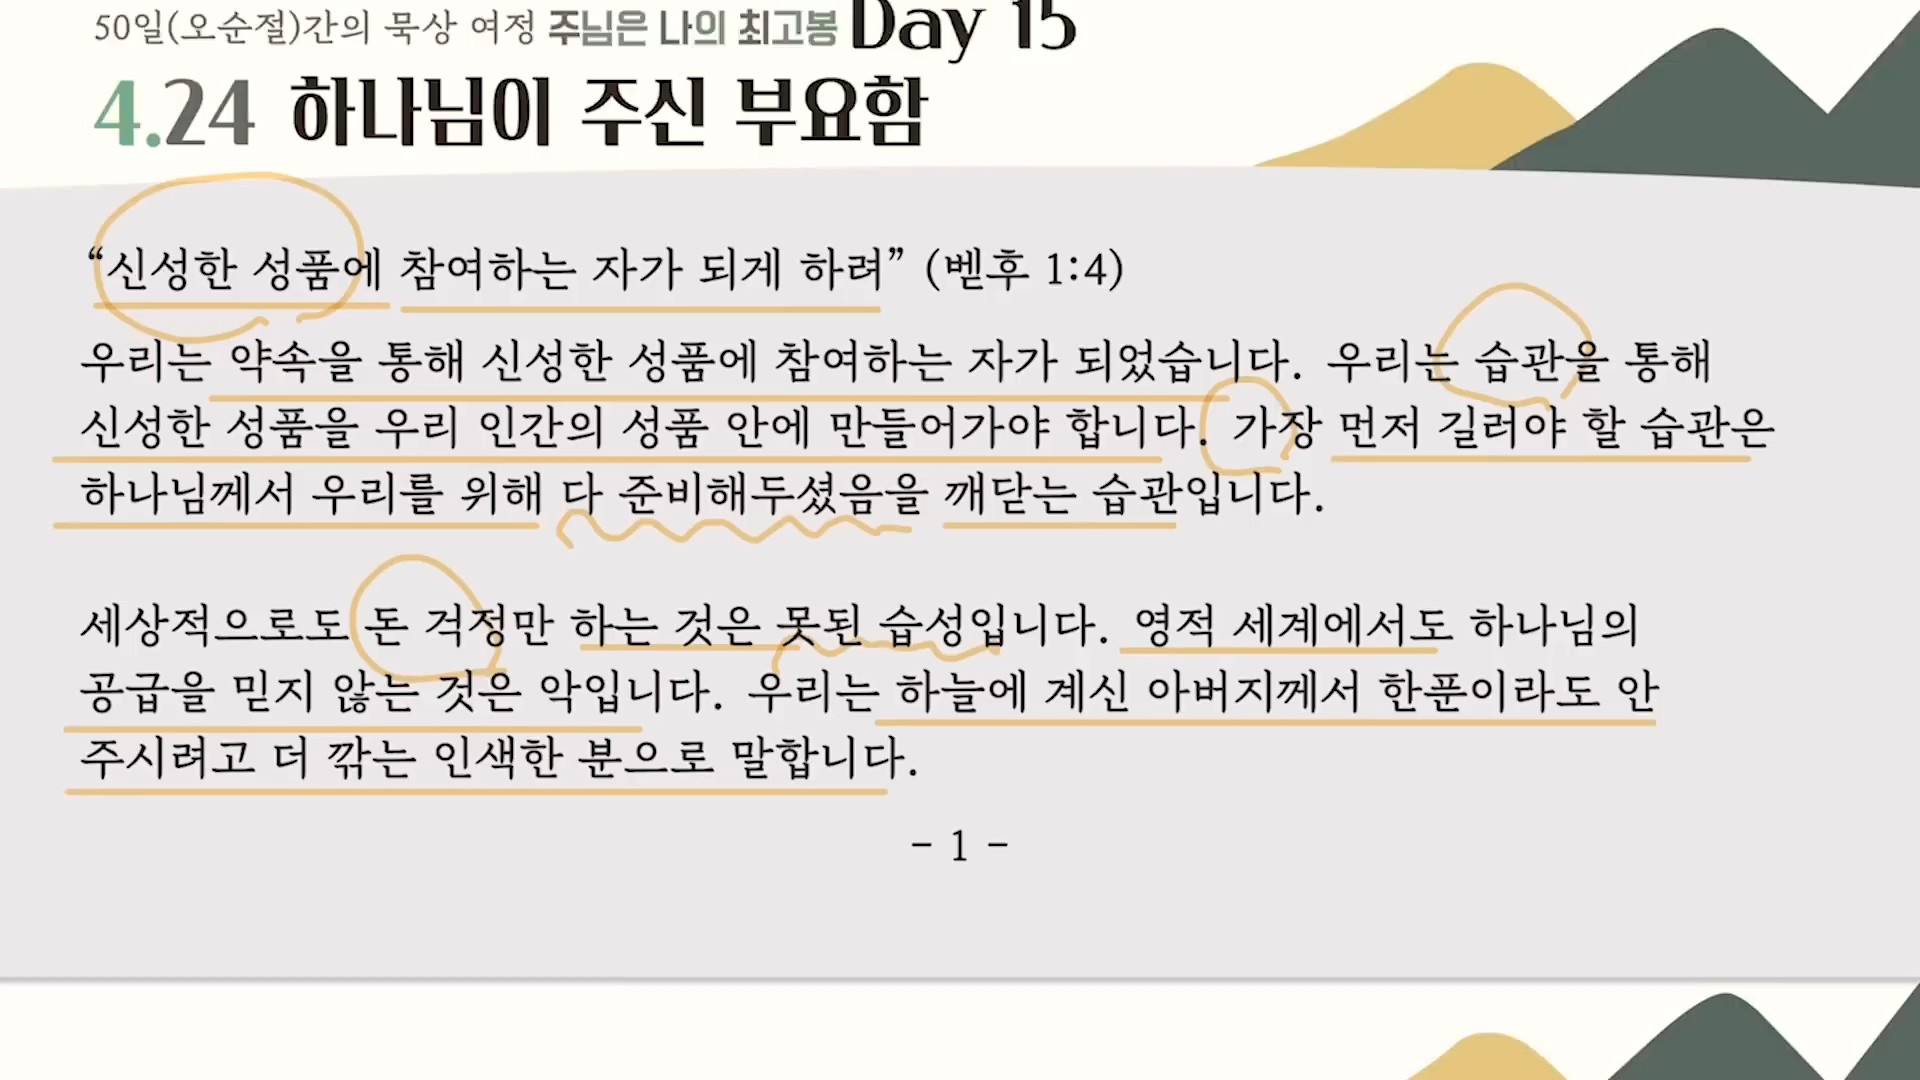 50일(오순절)간의 묵상 여정 주님은 나의 최고봉 Day 15
4.24 하나님이 주신 부요함
“신성한 성품에 참여하는 자가 되게 하려” (벧후 1:4)
우리는 약속을 통해 신성한 성품에 참여하는 자가 되었습니다. 우리는 습관을 통해
신성한 성품을 우리 인간의 성품 안에 만들어가야 합니다. 가장 먼저 길러야 할 습관은
하나님께서 우리를 위해 다 준비해두셨음을 깨닫는 습관입니다.
세상적으로도 돈 걱정만 하는 것은 못된 습성입니다. 영적 세계에서도 하나님의
공급을 믿지 않는 것은 악입니다. 우리는 하늘에 계신 아버지께서 한푼이라도 안
주시려고 더 깎는 인색한 분으로 말합니다.
- 1 -